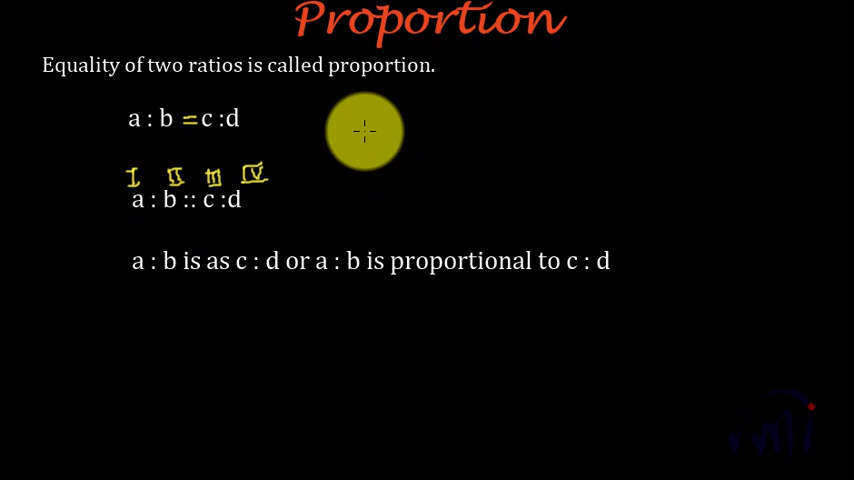 Proportion
Equality of two ratios is called proportion.
a : b = c :d
I II III IV
a : b :: c :d
a : b is as c : d or a : b is proportional to c : d